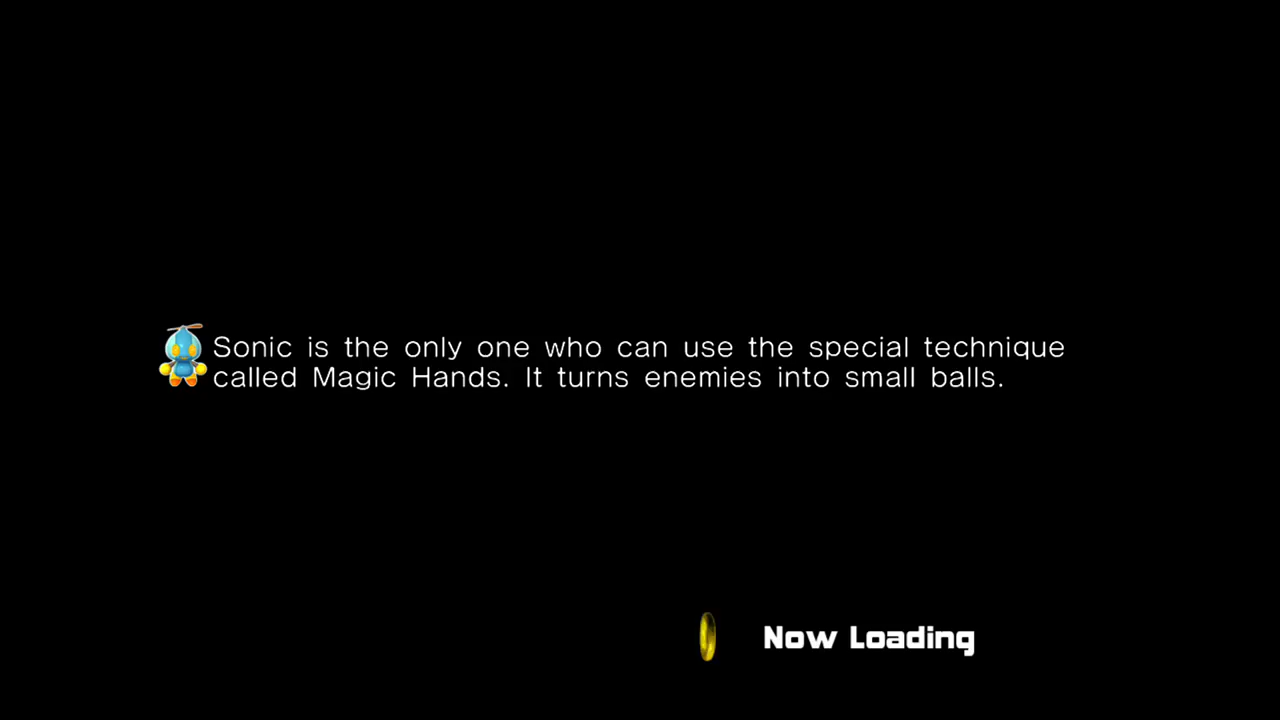 Sonic is the only one who can use the special technique
called Magic Hands. It turns enemies into small balls.
Now Loading